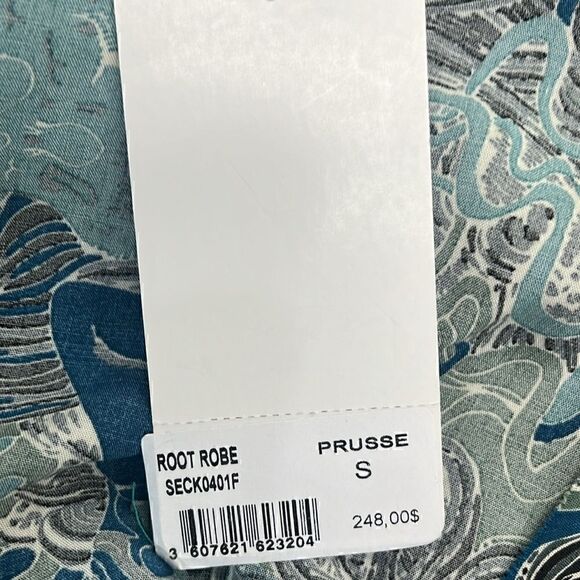 ROOT ROBE
SECK0401F
PRUSSE
S
248,00$
3 607621 623204